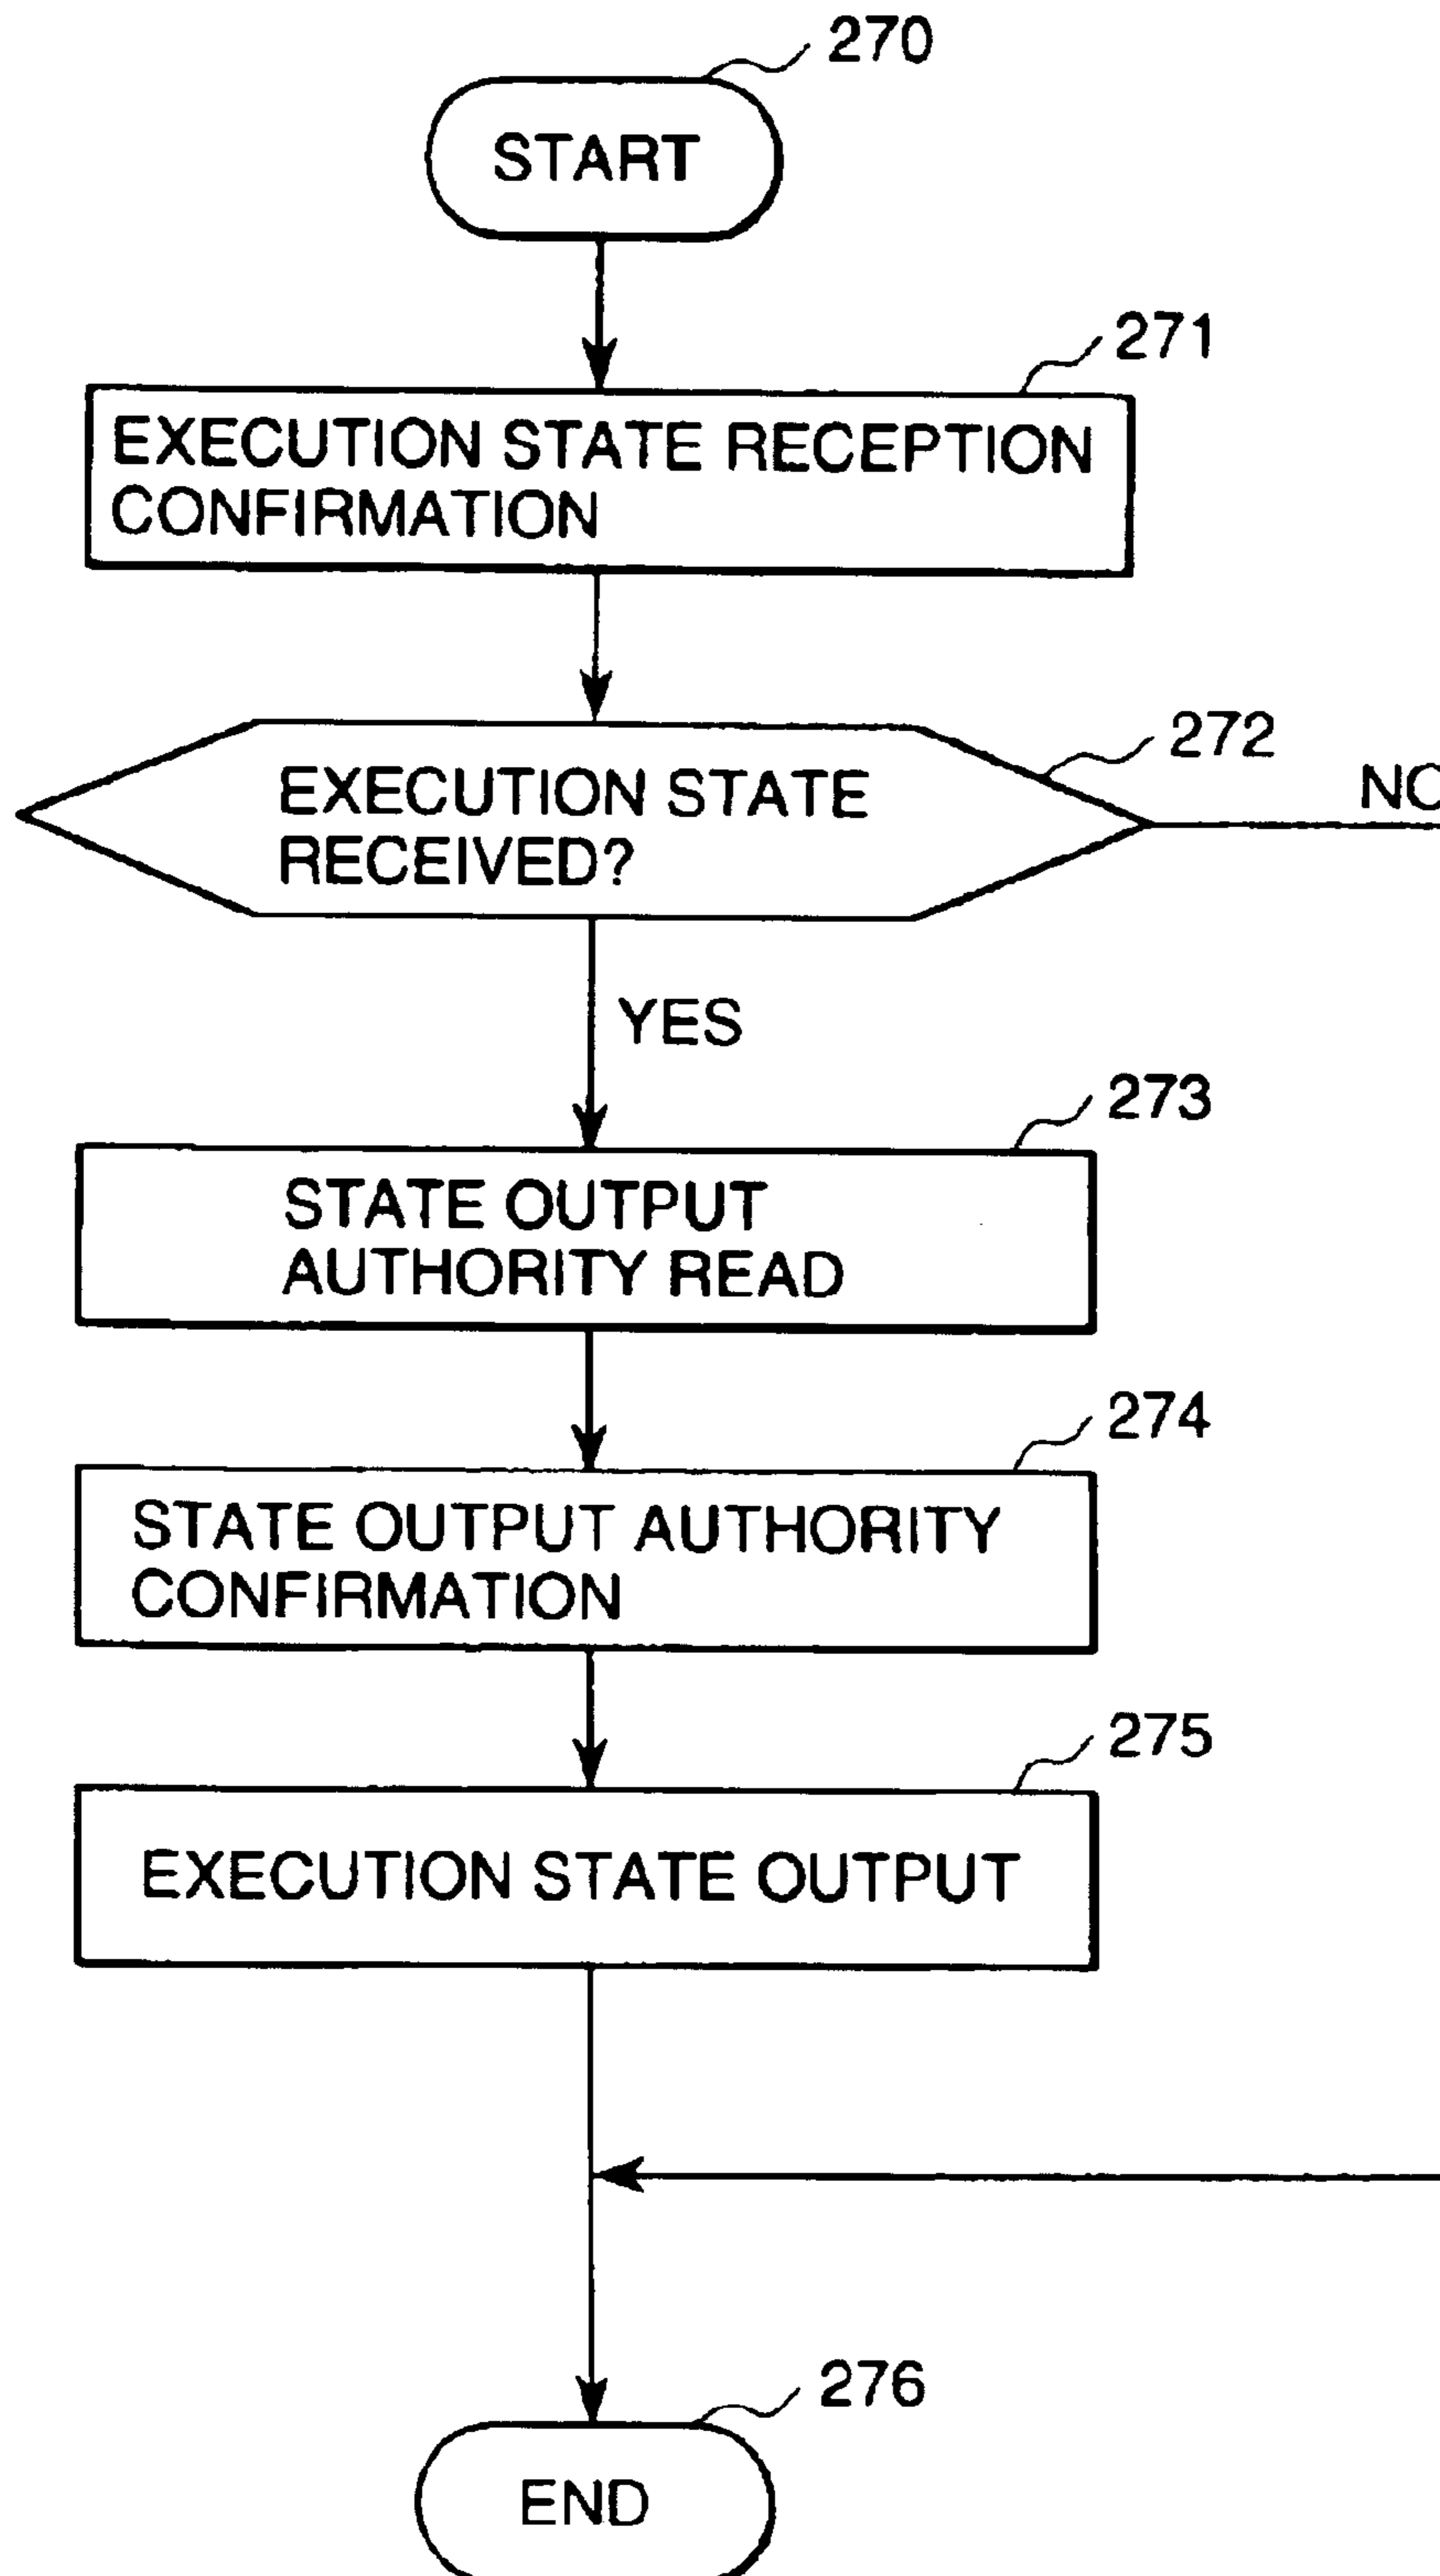 270
START
271
EXECUTION STATE RECEPTION
CONFIRMATION
272
EXECUTION STATE
RECEIVED?
NO
YES
273
STATE OUTPUT
AUTHORITY READ
274
STATE OUTPUT AUTHORITY
CONFIRMATION
275
EXECUTION STATE OUTPUT
276
END